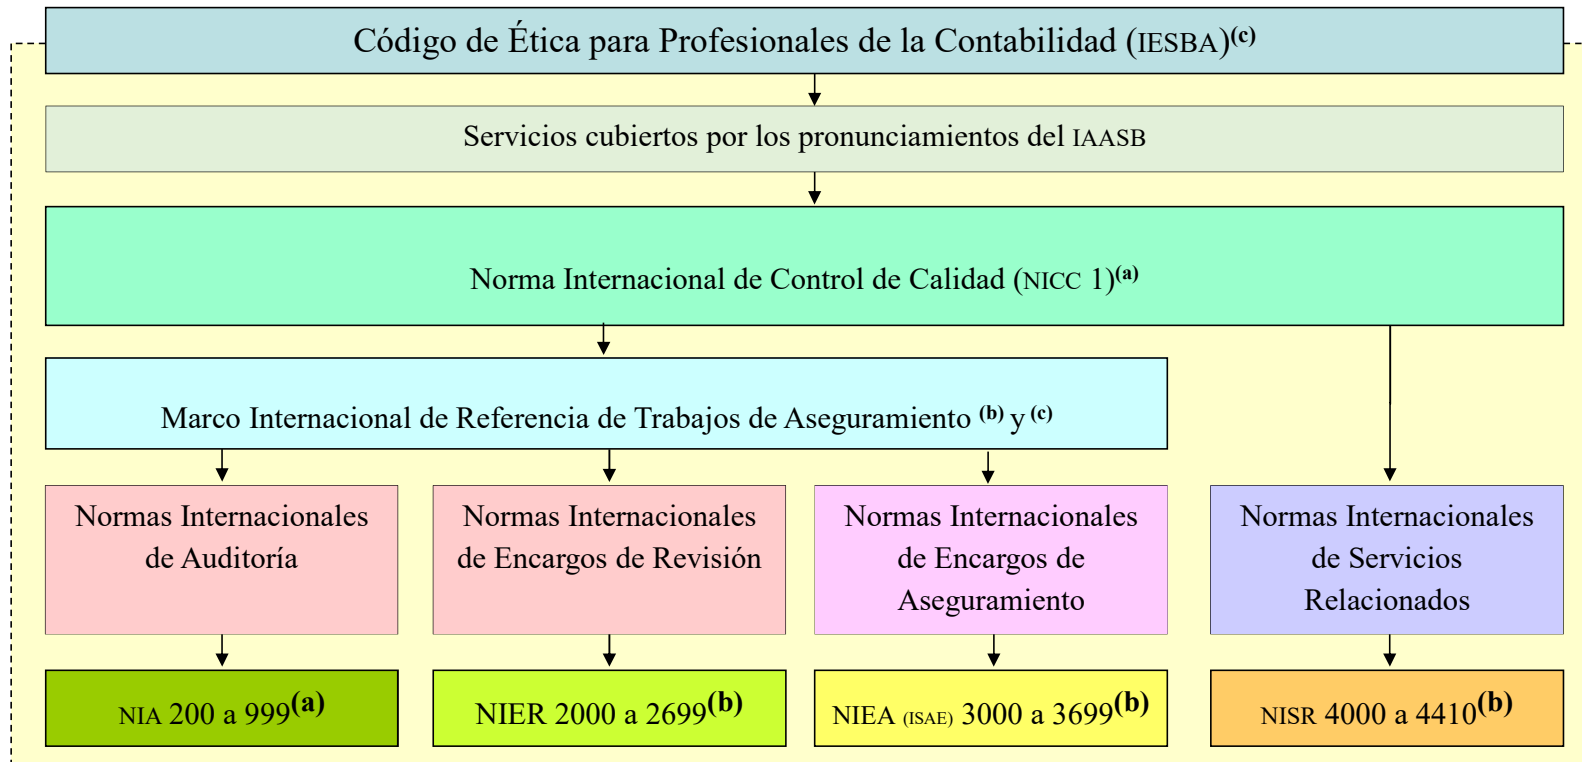 Código de Ética para Profesionales de la Contabilidad (IESBA)(c)
Servicios cubiertos por los pronunciamientos del IAASB
Norma Internacional de Control de Calidad (NICC 1)(a)
Marco Internacional de Referencia de Trabajos de Aseguramiento (b) y (c)
Normas Internacionales
de Auditoría
Normas Internacionales
de Encargos de Revisión
Normas Internacionales
de Encargos de
Aseguramiento
Normas Internacionales
de Servicios
Relacionados
NIA 200 a 999(a)
NIER 2000 a 2699(b)
NIEA (ISAE) 3000 a 3699(b)
NISR 4000 a 4410(b)